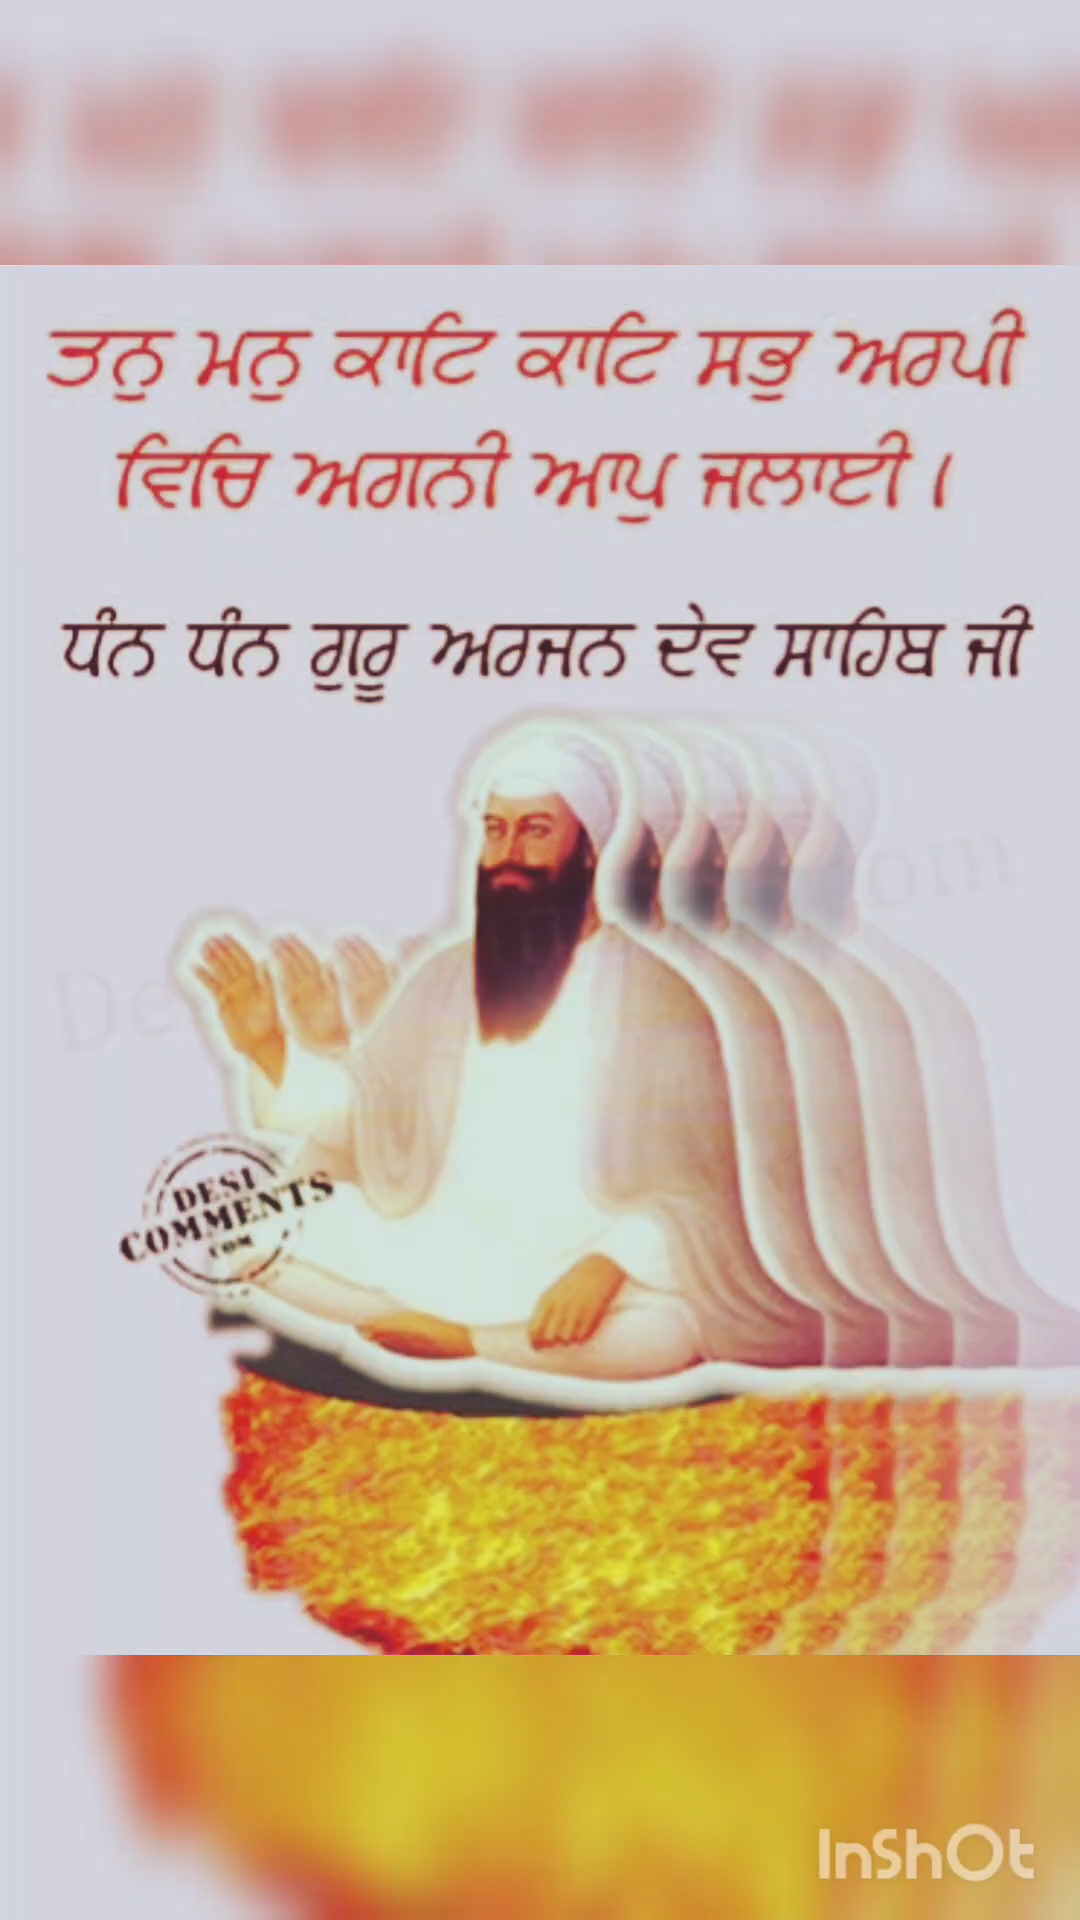 ਤਨੁ ਮਨੁ ਕਾਟਿ ਕਾਟਿ ਸਭੁ ਅਰਪੀ
ਵਿਚਿ ਅਗਨੀ ਆਪੁ ਜਲਾਈ ।
ਧੰਨ ਧੰਨ ਗੁਰੂ ਅਰਜਨ ਦੇਵ ਸਾਹਿਬ ਜੀ
DESI
COMMENTS
COM
InShOt